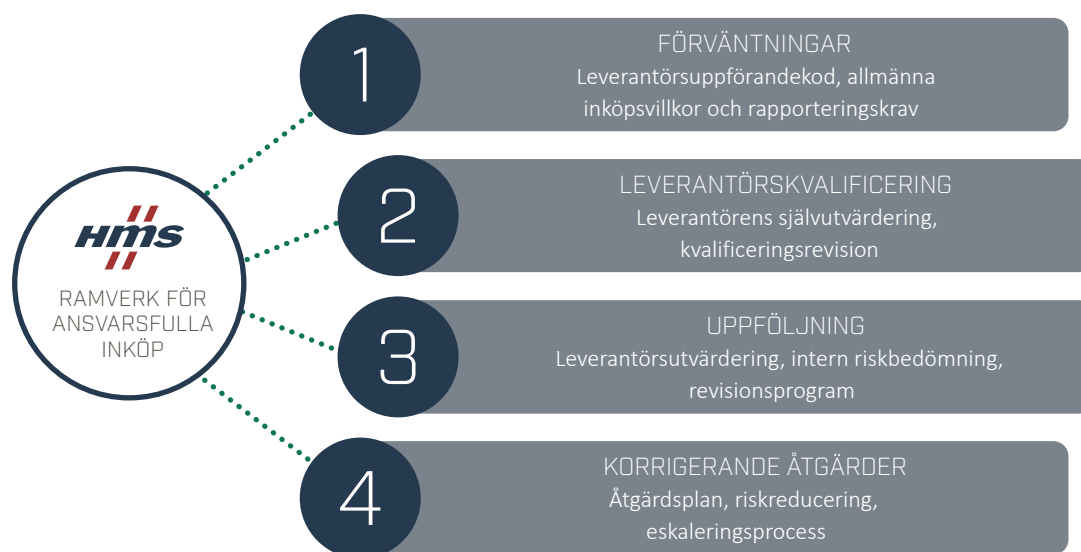 HMS
RAMVERK FÖR
ANSVARSFULLA
INKÖP
1
FÖRVÄNTNINGAR
Leverantörsuppförandekod, allmänna
inköpsvillkor och rapporteringskrav
2
LEVERANTÖRSKVALIFICERING
Leverantörens självutvärdering,
kvalificeringsrevision
3
UPPFÖLJNING
Leverantörsutvärdering, intern riskbedömning,
revisionsprogram
4
KORRIGERANDE ÅTGÄRDER
Åtgärdsplan, riskreducering,
eskaleringsprocess